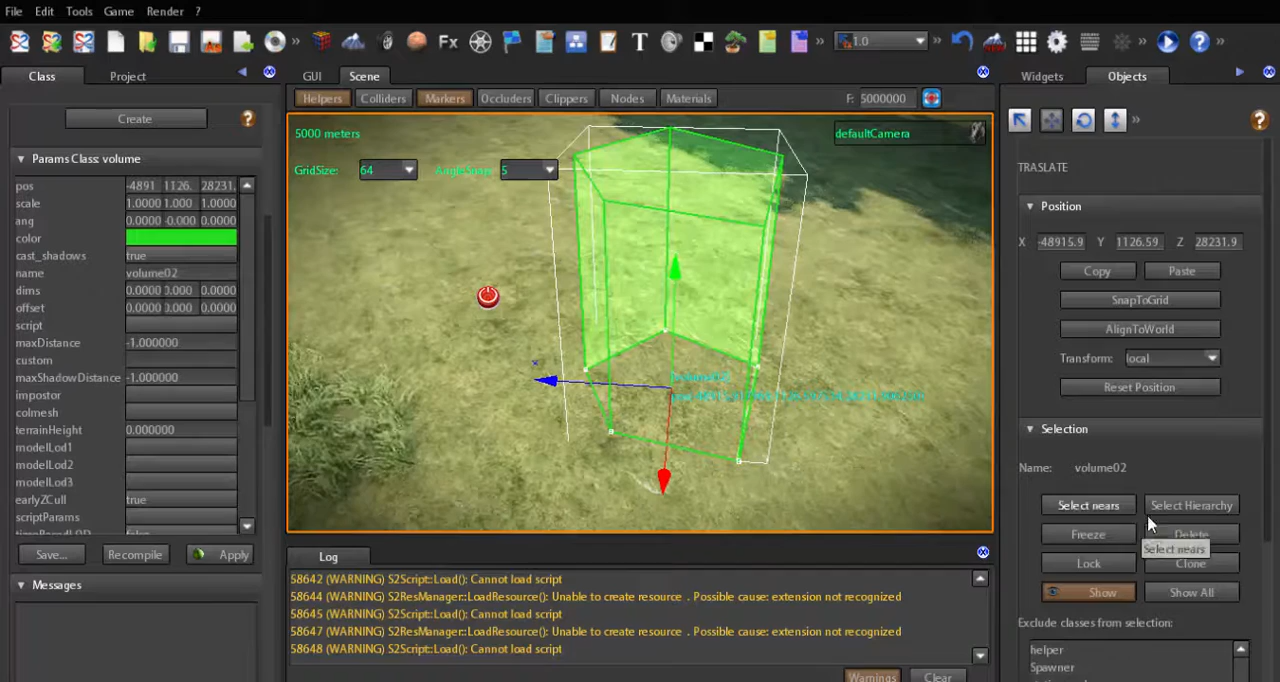 File Edit Tools Game Render ?
Fx T 1.0
Class Project
GUI Scene
Widgets Objects
Helpers Colliders Markers Occluders Clippers Nodes Materials F: 5000000
Create
Params Class volume
pos -4891 1126. 28231.
scale 1.0000 1.000 1.0000
ang 0.0000 -0.000 0.0000
color
cast_shadows true
name volume02
dims 0.0000 0.000 0.0000
offset 0.0000 0.000 0.0000
script
maxDistance -1.000000
custom
maxShadowDistance -1.000000
impostor
colmesh
terrainHeight 0.000000
modelLod1
modelLod2
modelLod3
earlyZCull true
scriptParams
Save... Recompile Apply
Messages
5000 meters defaultCamera
GridSize: 64 AngleSnap: 5
Log
58642 (WARNING) S2Script::Load(): Cannot load script
58644 (WARNING) S2ResManager::LoadResource(): Unable to create resource . Possible cause: extension not recognized
58645 (WARNING) S2Script::Load(): Cannot load script
58647 (WARNING) S2ResManager::LoadResource(): Unable to create resource . Possible cause: extension not recognized
58648 (WARNING) S2Script::Load(): Cannot load script
Warnings Clear
TRANSLATE
Position
X -48915.9 Y 1126.59 Z 28231.9
Copy Paste
SnapToGrid
AlignToWorld
Transform: local
Reset Position
Selection
Name: volume02
Select nears Select Hierarchy
Freeze Delete
Select nears
Lock Clone
Show Show All
Exclude classes from selection:
helper
Spawner